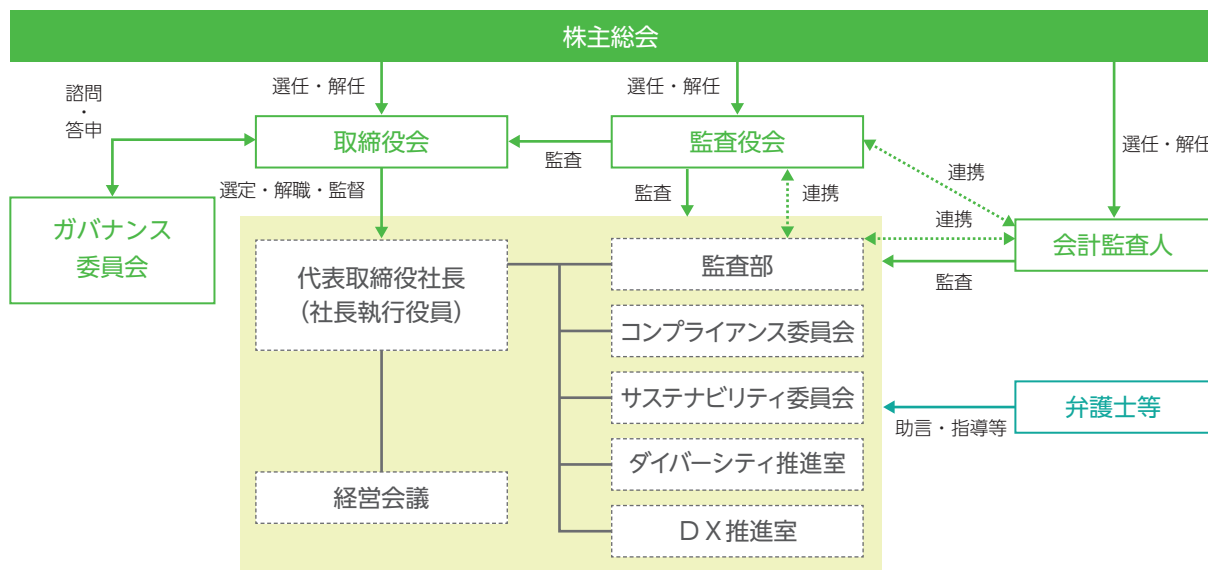 株主総会
諮問
・
答申
選任・解任
選任・解任
選任・解任
取締役会
監査
監査役会
選定・解職・監督
監査
連携
連携
連携
ガバナンス
委員会
会計監査人
監査
代表取締役社長
（社長執行役員）
監査部
コンプライアンス委員会
サステナビリティ委員会
弁護士等
助言・指導等
ダイバーシティ推進室
経営会議
ＤＸ推進室